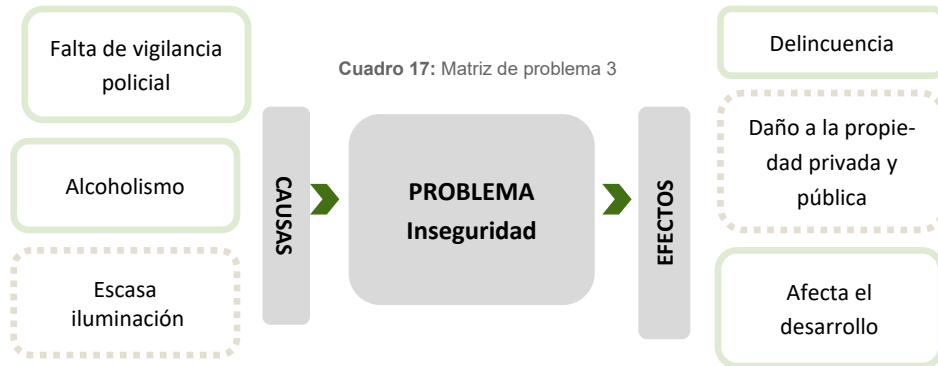 Cuadro 17: Matriz de problema 3
Falta de vigilancia
policial
Alcoholismo
Escasa
iluminación
CAUSAS
PROBLEMA
Inseguridad
EFECTOS
Delincuencia
Daño a la propie-
dad privada y
pública
Afecta el
desarrollo